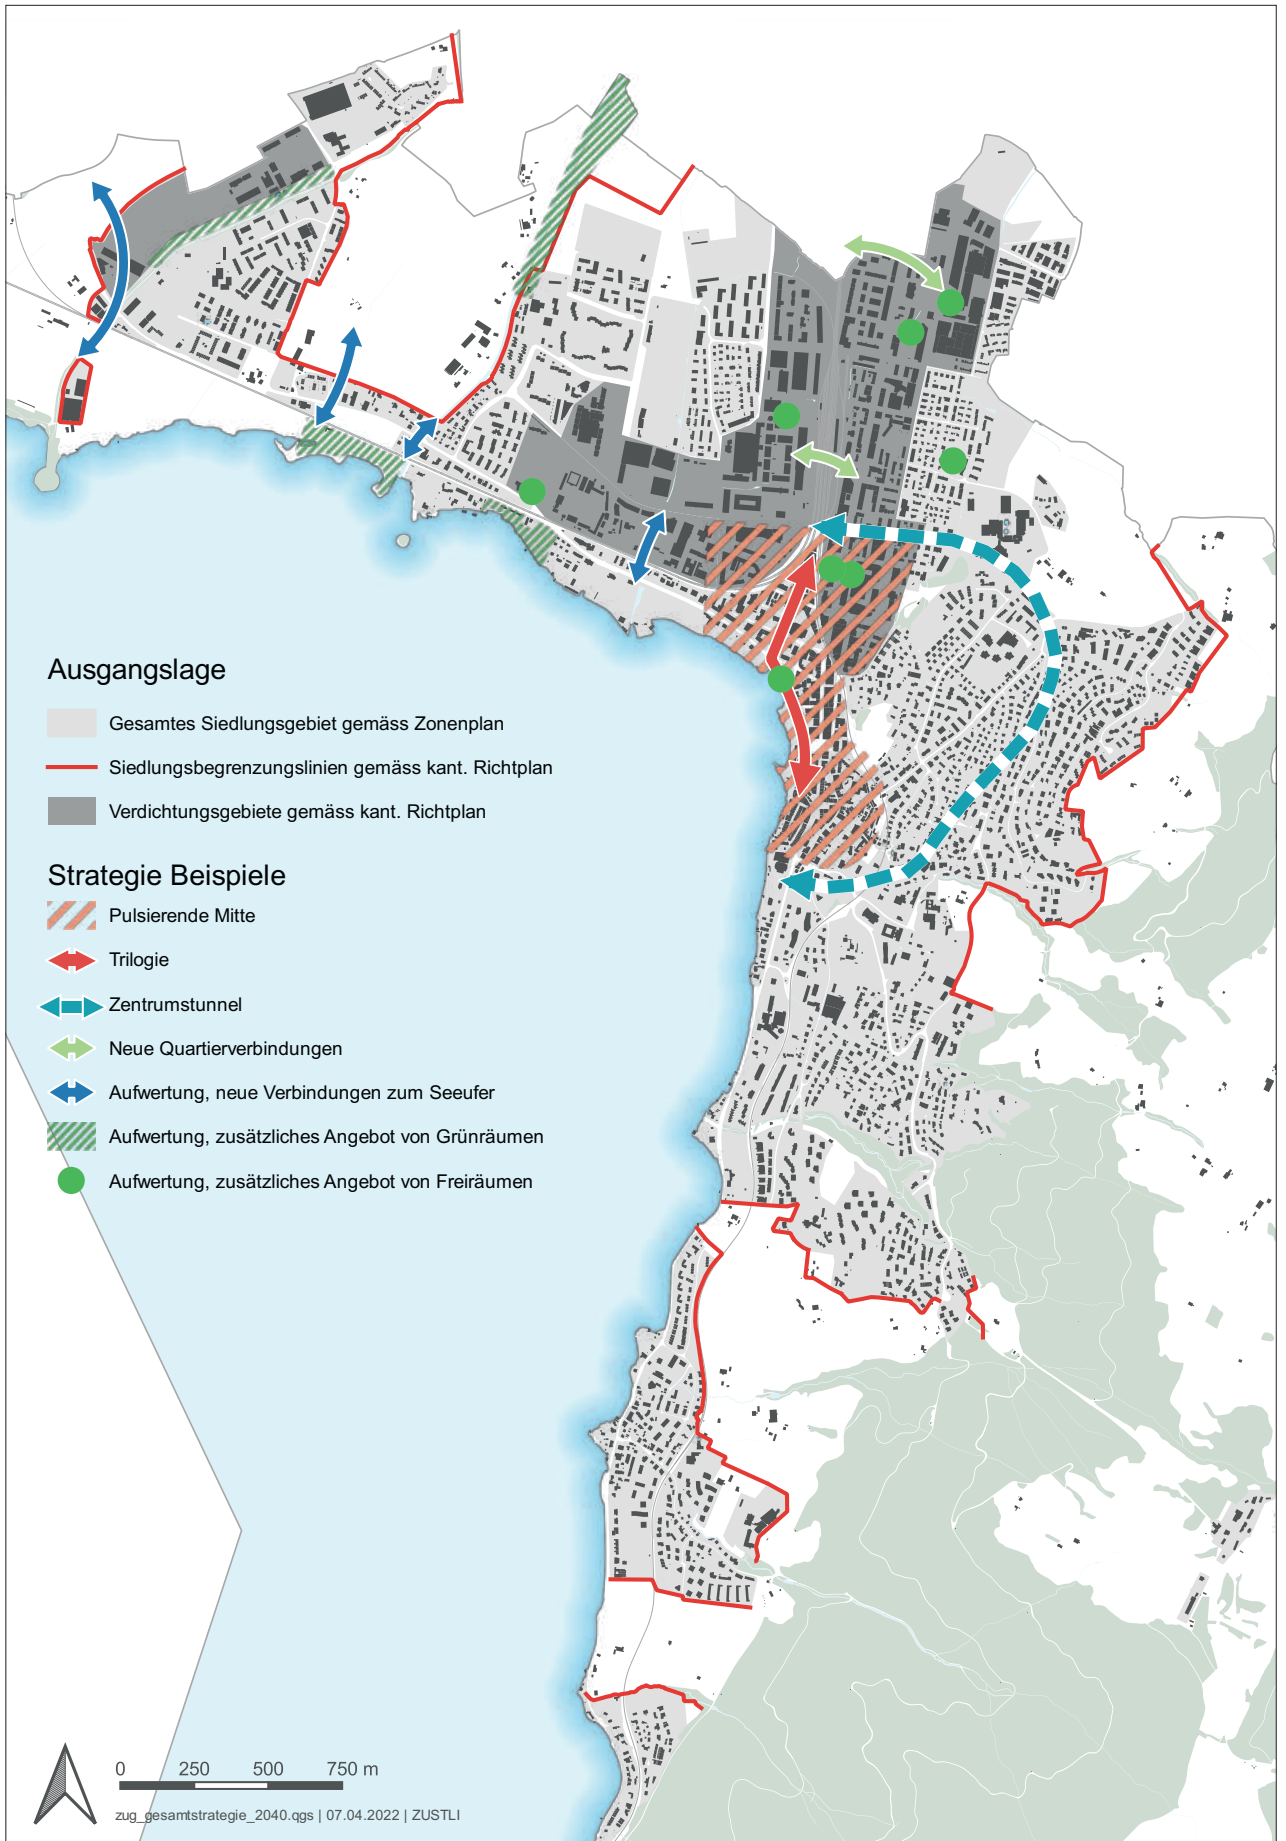 Ausgangslage
Gesamtes Siedlungsgebiet gemäss Zonenplan
Siedlungsbegrenzungslinien gemäss kant. Richtplan
Verdichtungsgebiete gemäss kant. Richtplan
Strategie Beispiele
Pulsierende Mitte
Trilogie
Zentrumstunnel
Neue Quartierverbindungen
Aufwertung, neue Verbindungen zum Seeufer
Aufwertung, zusätzliches Angebot von Grünräumen
Aufwertung, zusätzliches Angebot von Freiräumen
0 250 500 750 m
zug_gesamtstrategie_2040.qgs | 07.04.2022 | ZUSTLI